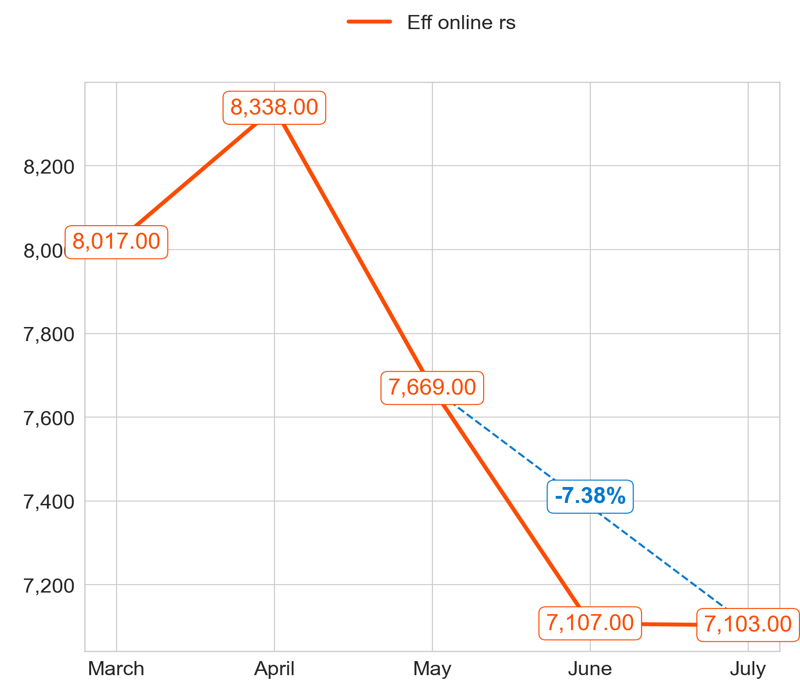 Eff online rs
8,338.00
8,200
8,00
8,017.00
7,800
7,669.00
7,600
7,400
-7.38%
7,200
7,107.00
7,103.00
March
April
May
June
July